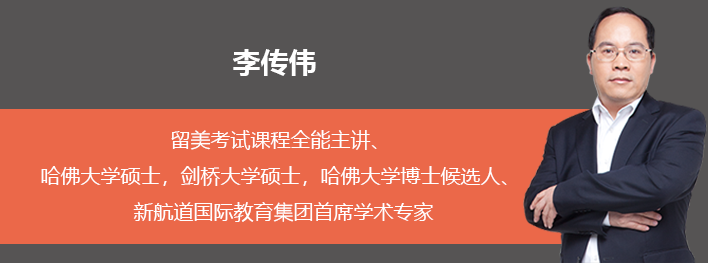 李传伟
留美考试课程全能主讲、
哈佛大学硕士，剑桥大学硕士，哈佛大学博士候选人、
新航道国际教育集团首席学术专家